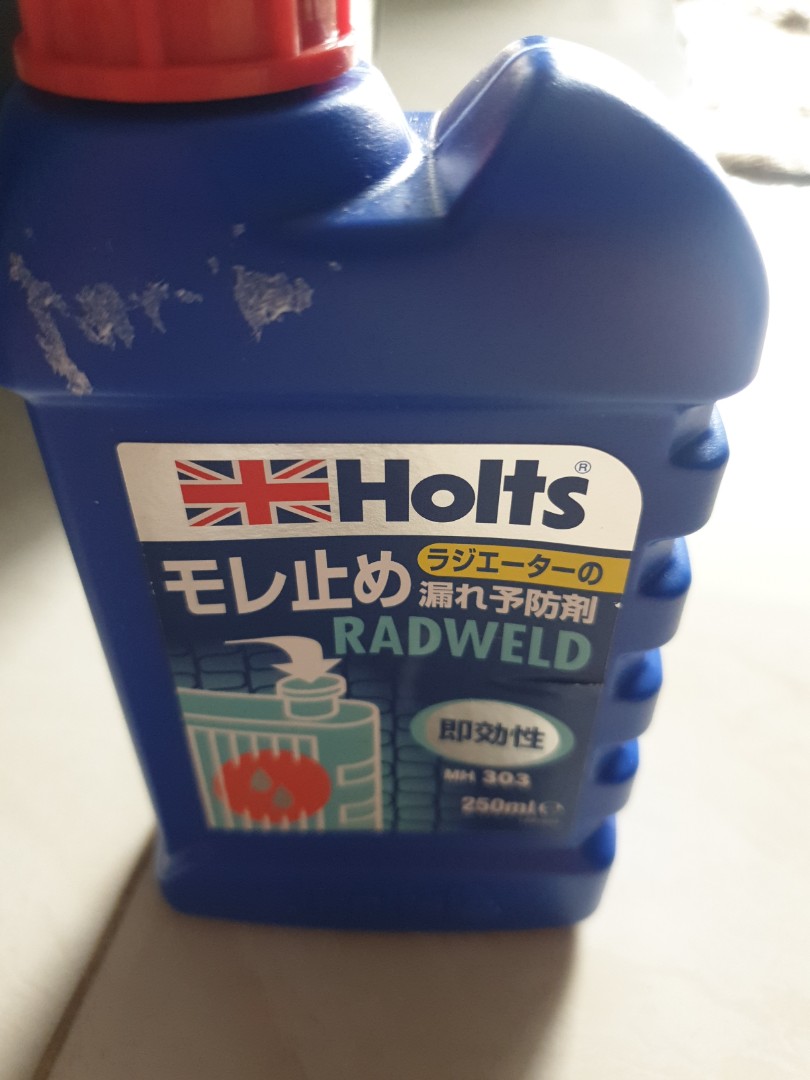 Holts®
モレ止め
ラジエーターの
漏れ予防剤
RADWELD
即効性
MH 303
250ml ℮